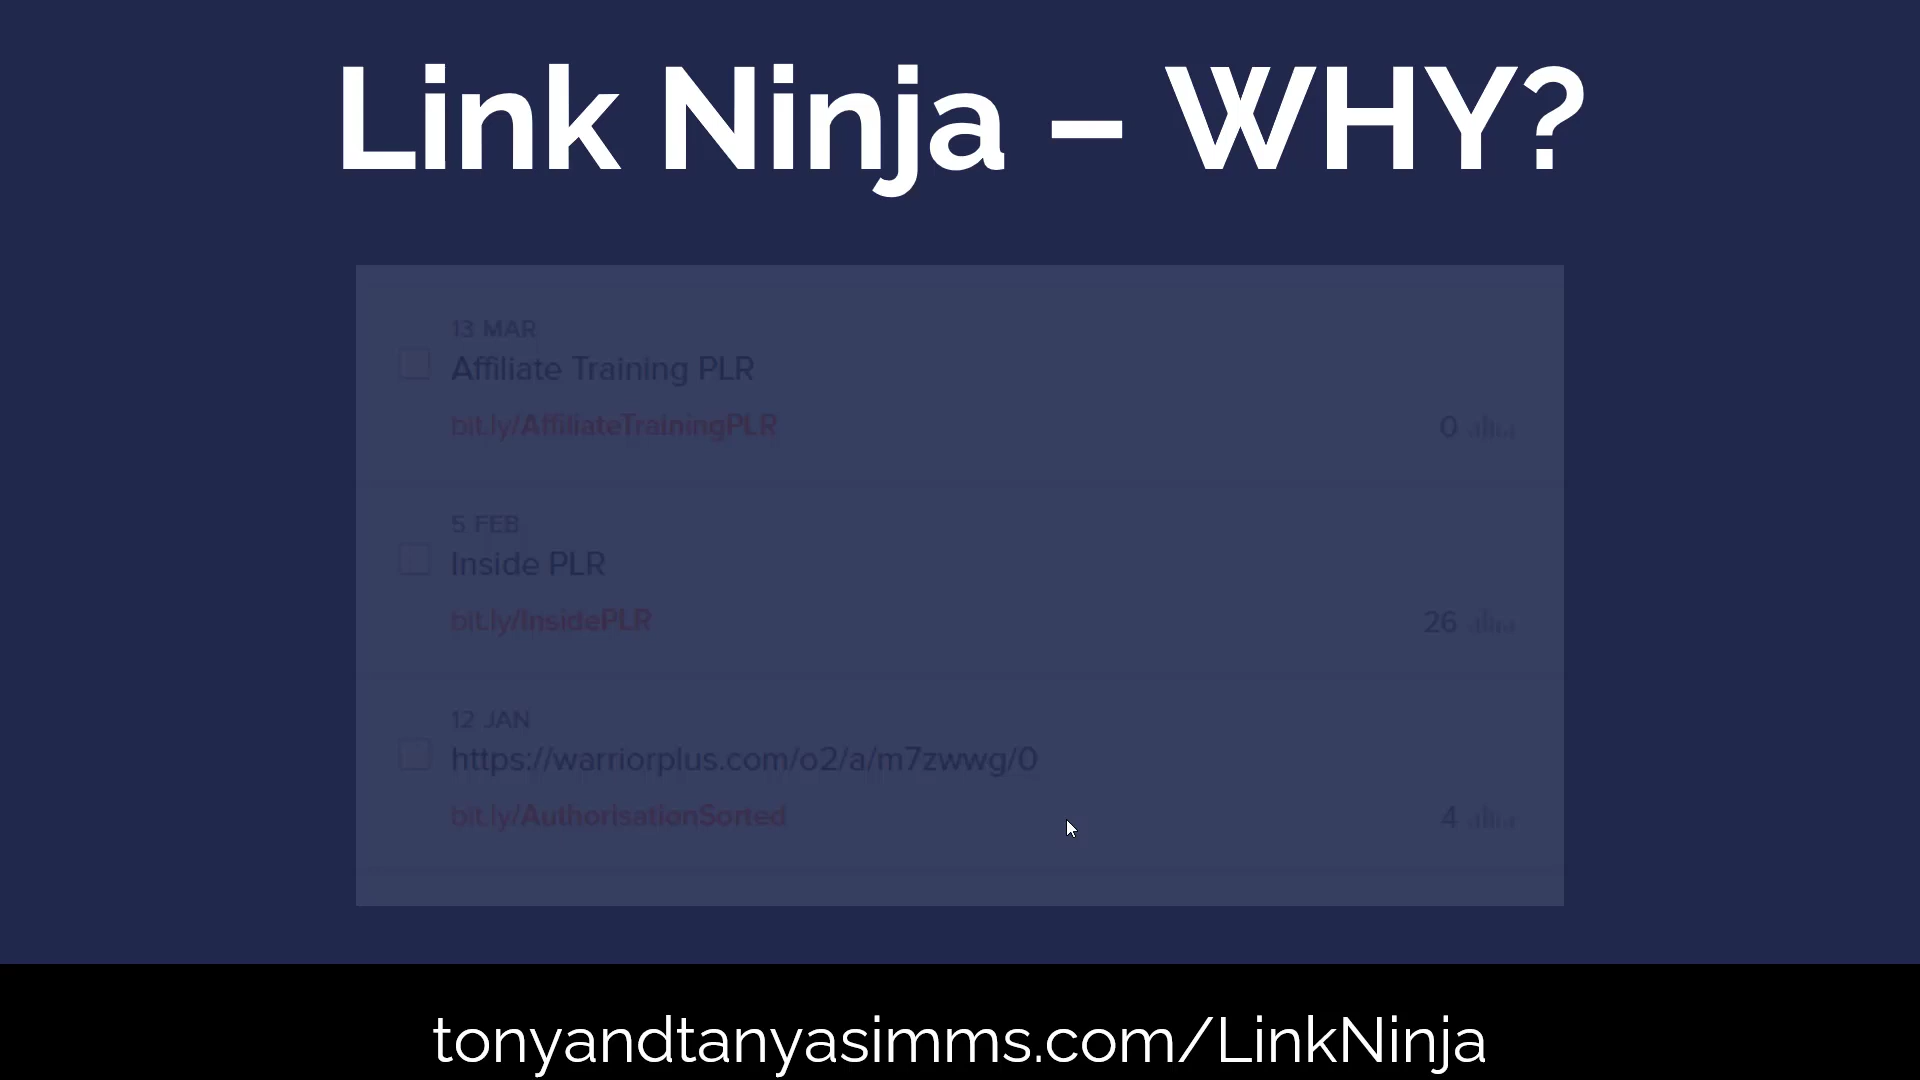 Link Ninja – WHY?
13 MAR
Affiliate Training PLR
bit.ly/AffiliateTrainingPLR
0
5 FEB
Inside PLR
bit.ly/InsidePLR
26
12 JAN
https://warriorplus.com/o2/a/m7zwwg/0
bit.ly/AuthorisationSorted
4
tonyandtanyasimms.com/LinkNinja